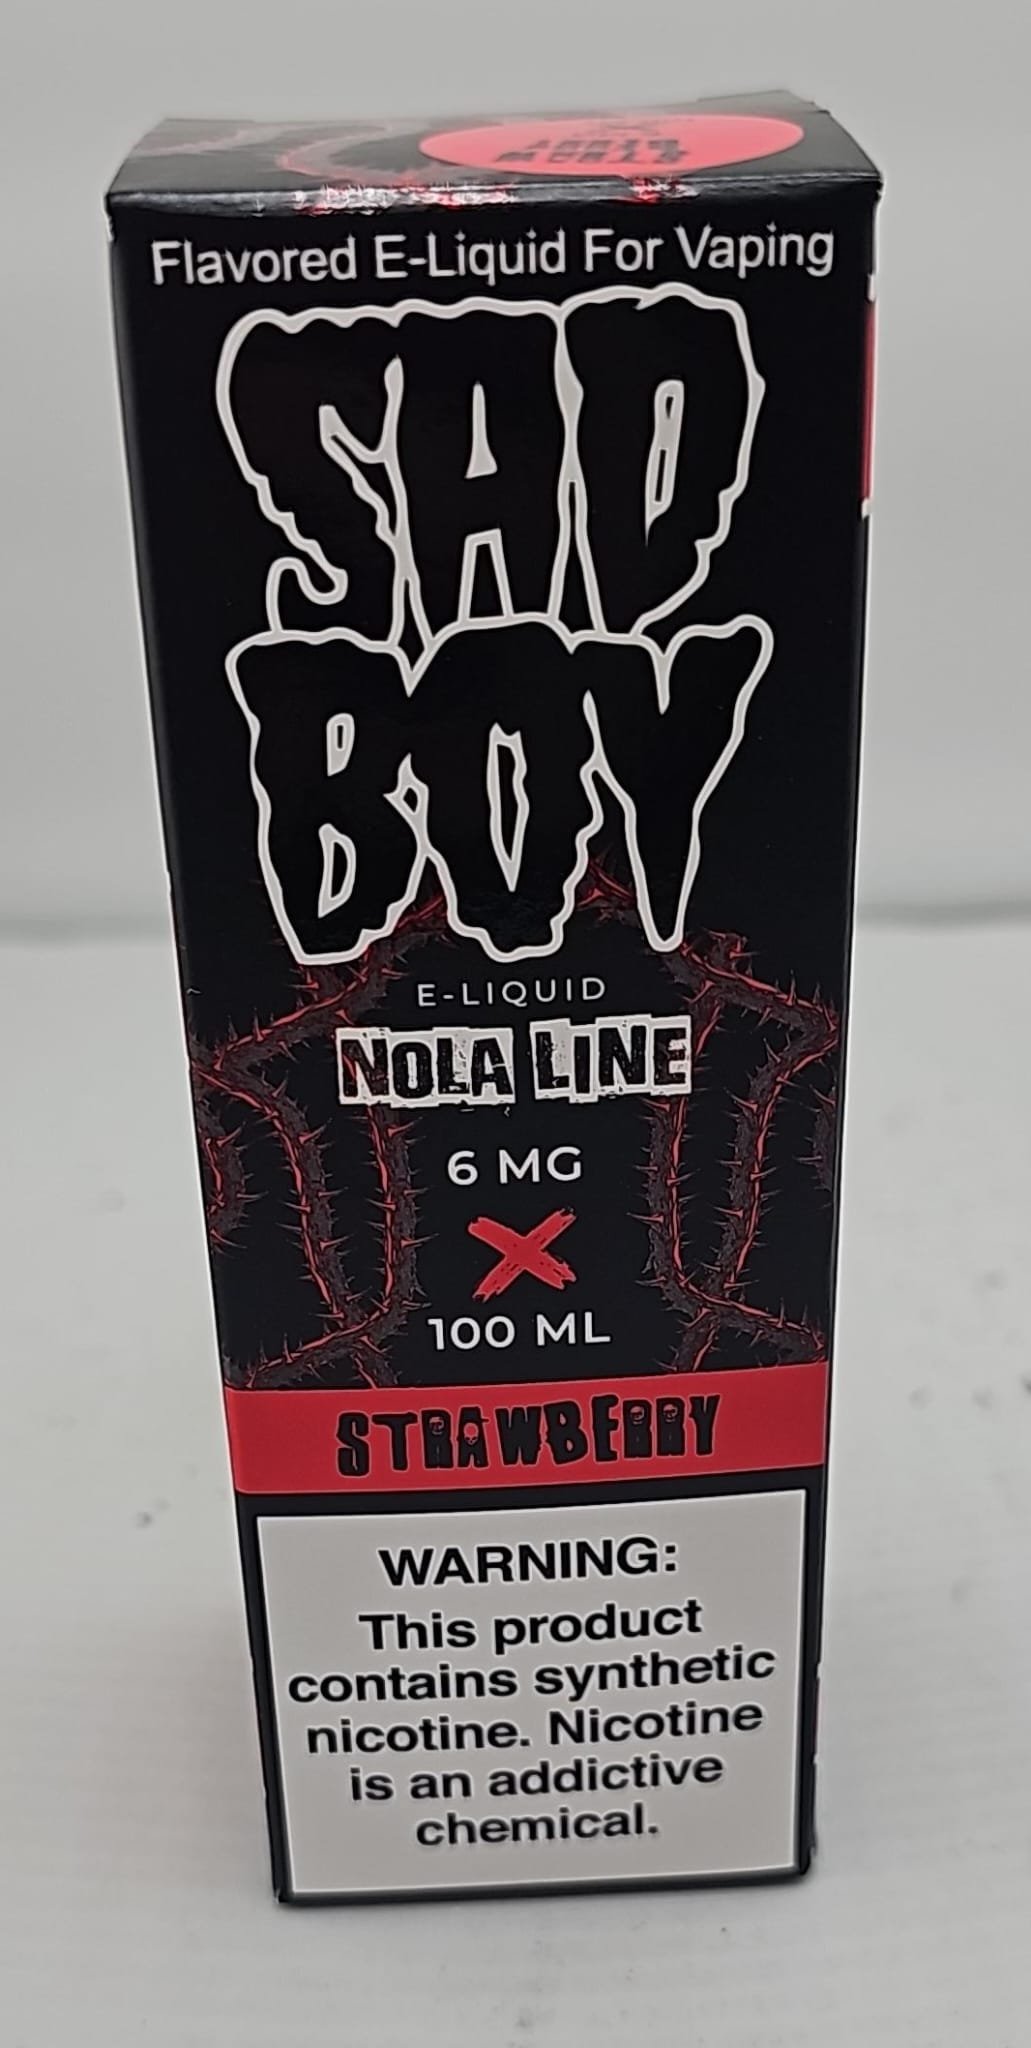 Flavored E-Liquid For Vaping
SAD
BOY
E-LIQUID
NOLA LINE
6 MG
X
100 ML
STRAWBERRY
WARNING:
This product
contains synthetic
nicotine. Nicotine
is an addictive
chemical.